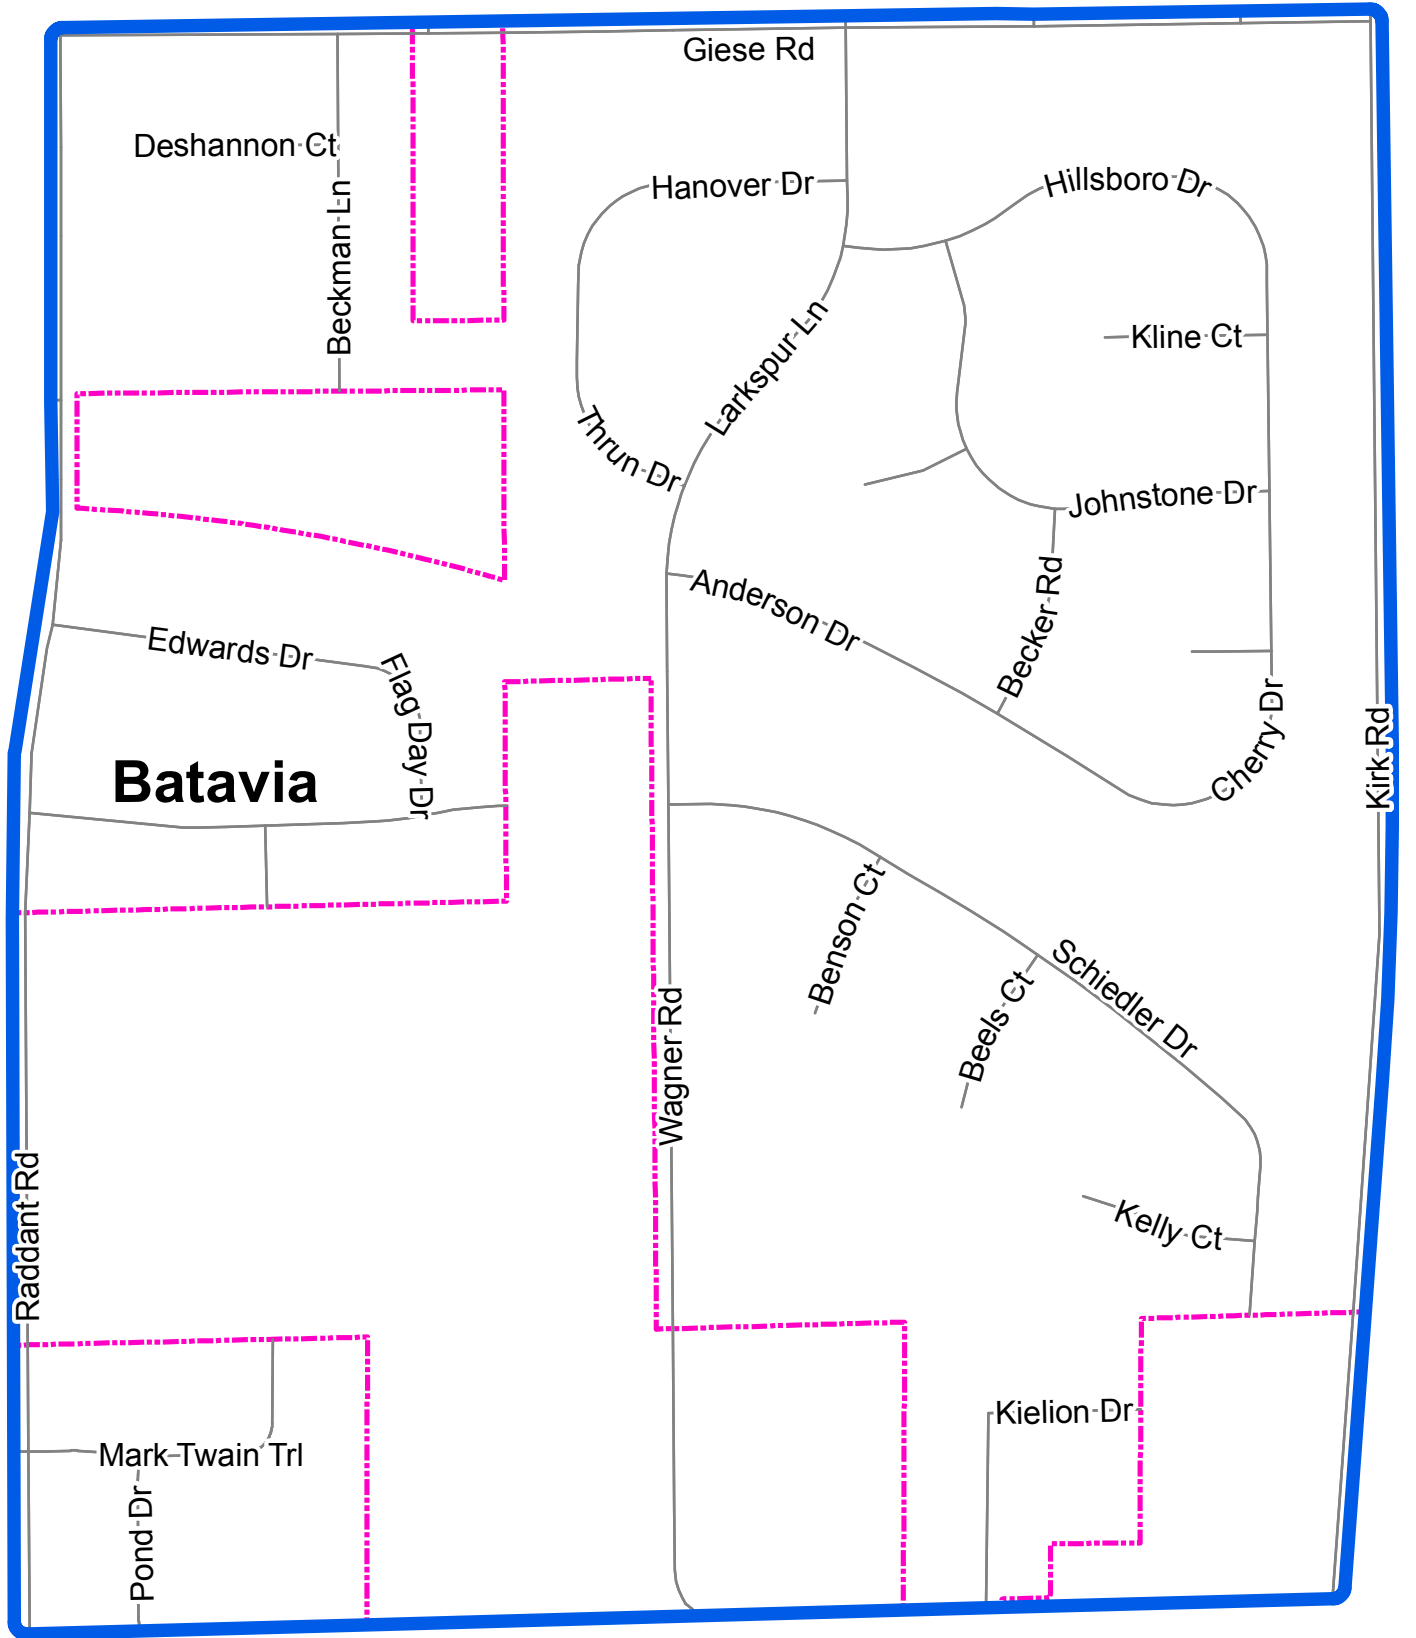 Giese Rd
Deshannon Ct
Hanover Dr
Hillsboro Dr
Beckman Ln
Kline Ct
Larkspur Ln
Thrun Dr
Johnstone Dr
Anderson Dr
Becker Rd
Edwards Dr
Flag Day Dr
Cherry Dr
Kirk Rd
Batavia
Benson Ct
Schiedler Dr
Beels Ct
Wagner Rd
Raddant Rd
Kelly Ct
Kielion Dr
Mark Twain Trl
Pond Dr